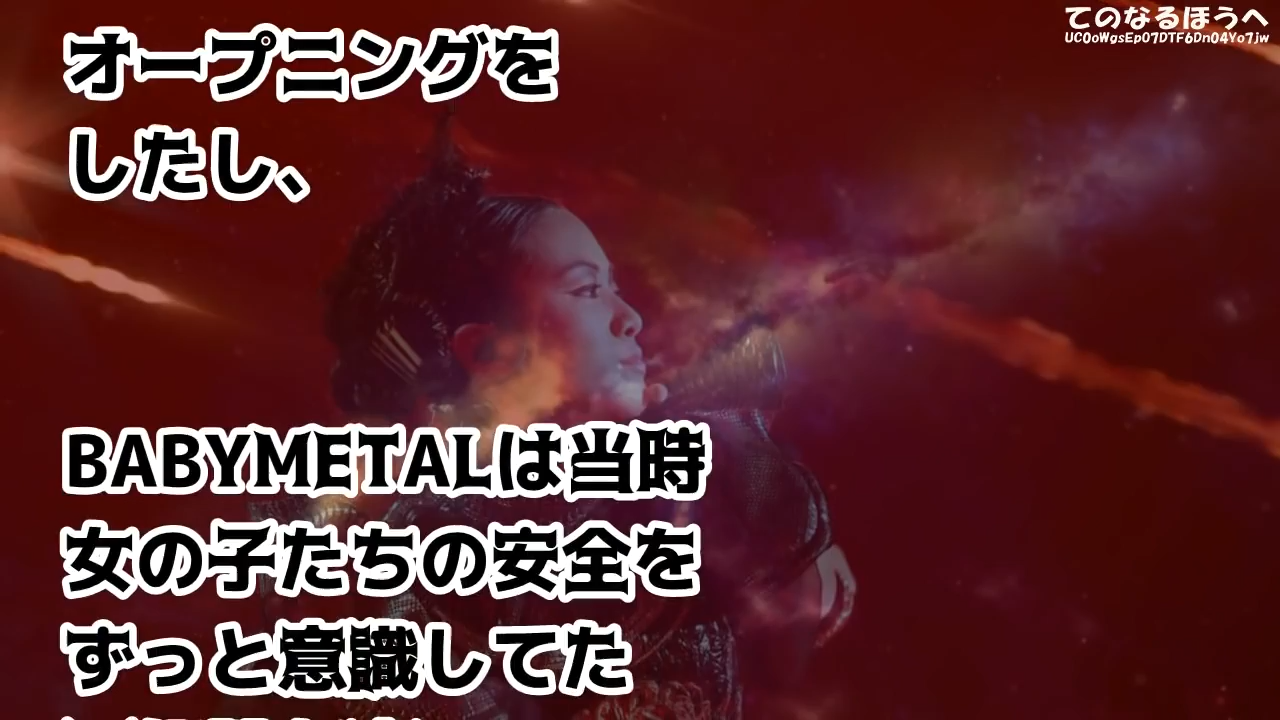 てのなるほうへ
UCOoWgsEpO7DTF6DnO4Yo7jw
オープニングを
したし、
BABYMETALは当時
女の子たちの安全を
ずっと意識してた